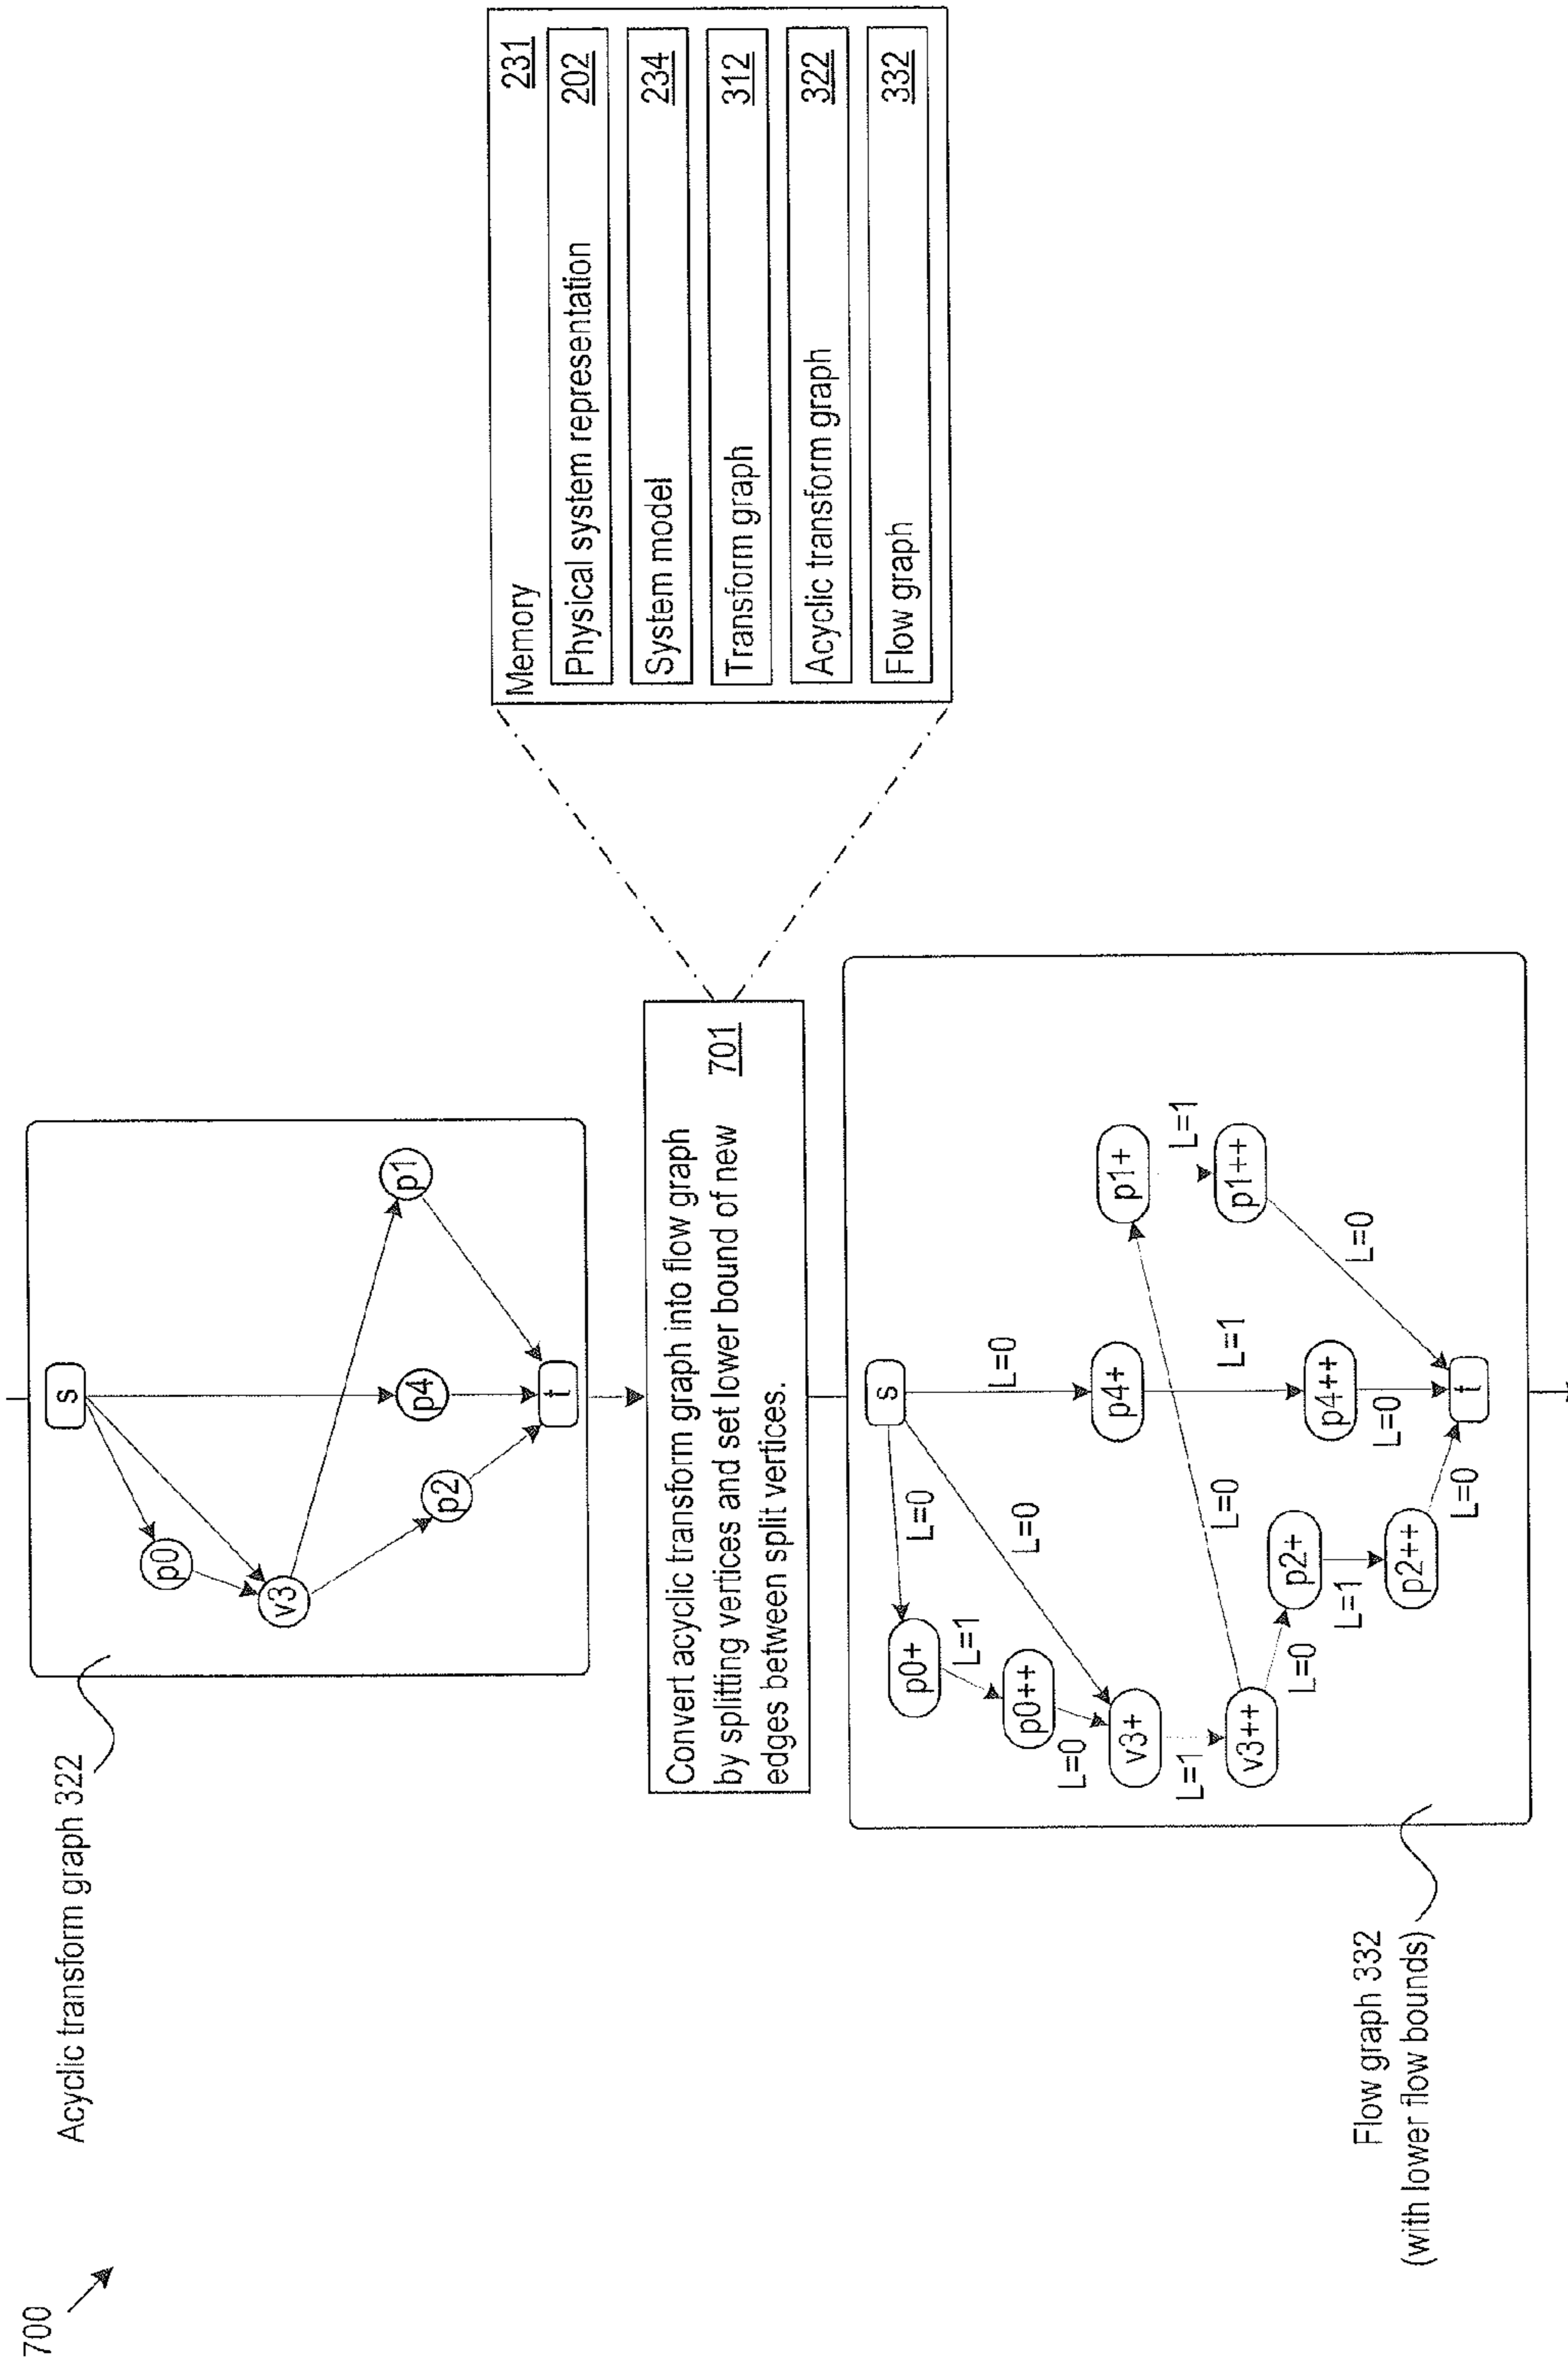 700
Acyclic transform graph 322
s
p0
v3
p4
p1
p2
t
Convert acyclic transform graph into flow graph
by splitting vertices and set lower bound of new
edges between split vertices.
701
Memory
231
Physical system representation
202
System model
234
Transform graph
312
Acyclic transform graph
322
Flow graph
332
Flow graph 332
(with lower flow bounds)
s
L=0
L=0
L=0
p0+
L=1
p0++
L=0
v3+
L=1
v3++
L=0
L=0
p4+
L=1
p4++
L=0
p1+
L=1
p1++
L=0
p2+
L=1
p2++
L=0
t